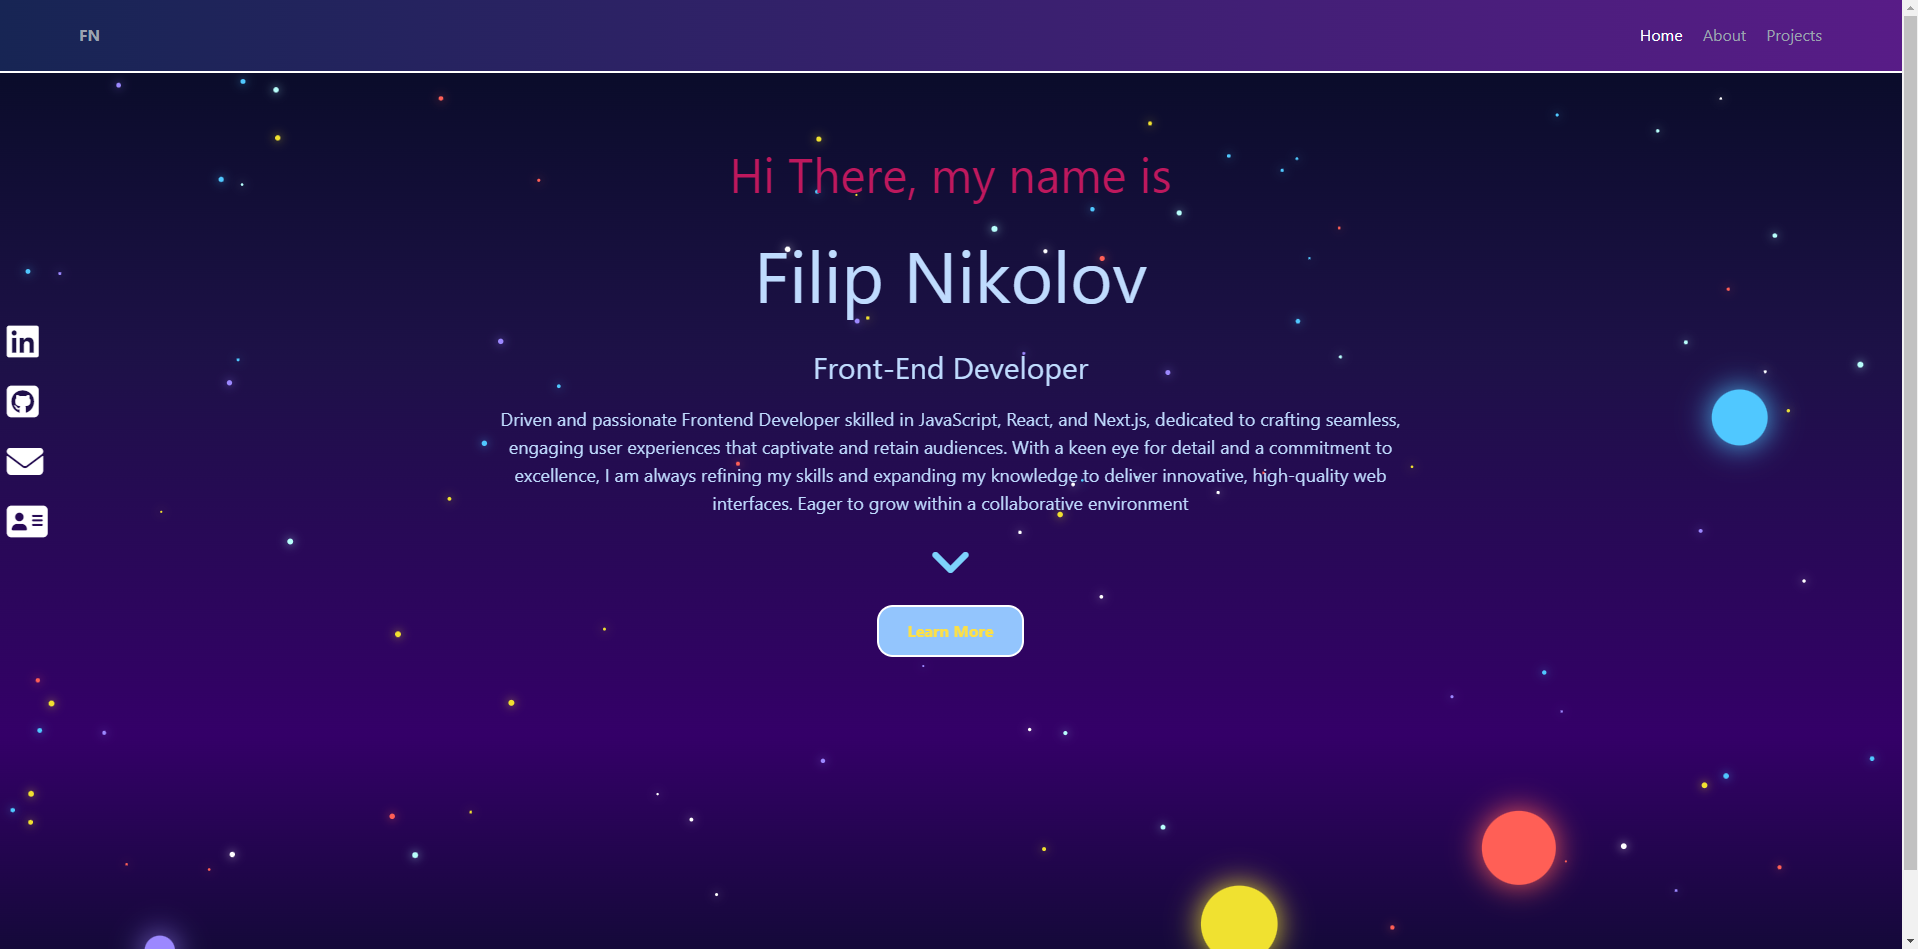 FN
Home About Projects
Hi There, my name is
Filip Nikolov
in
Front-End Developer
Driven and passionate Frontend Developer skilled in JavaScript, React, and Next.js, dedicated to crafting seamless,
engaging user experiences that captivate and retain audiences. With a keen eye for detail and a commitment to
excellence, I am always refining my skills and expanding my knowledge to deliver innovative, high-quality web
interfaces. Eager to grow within a collaborative environment
Learn More